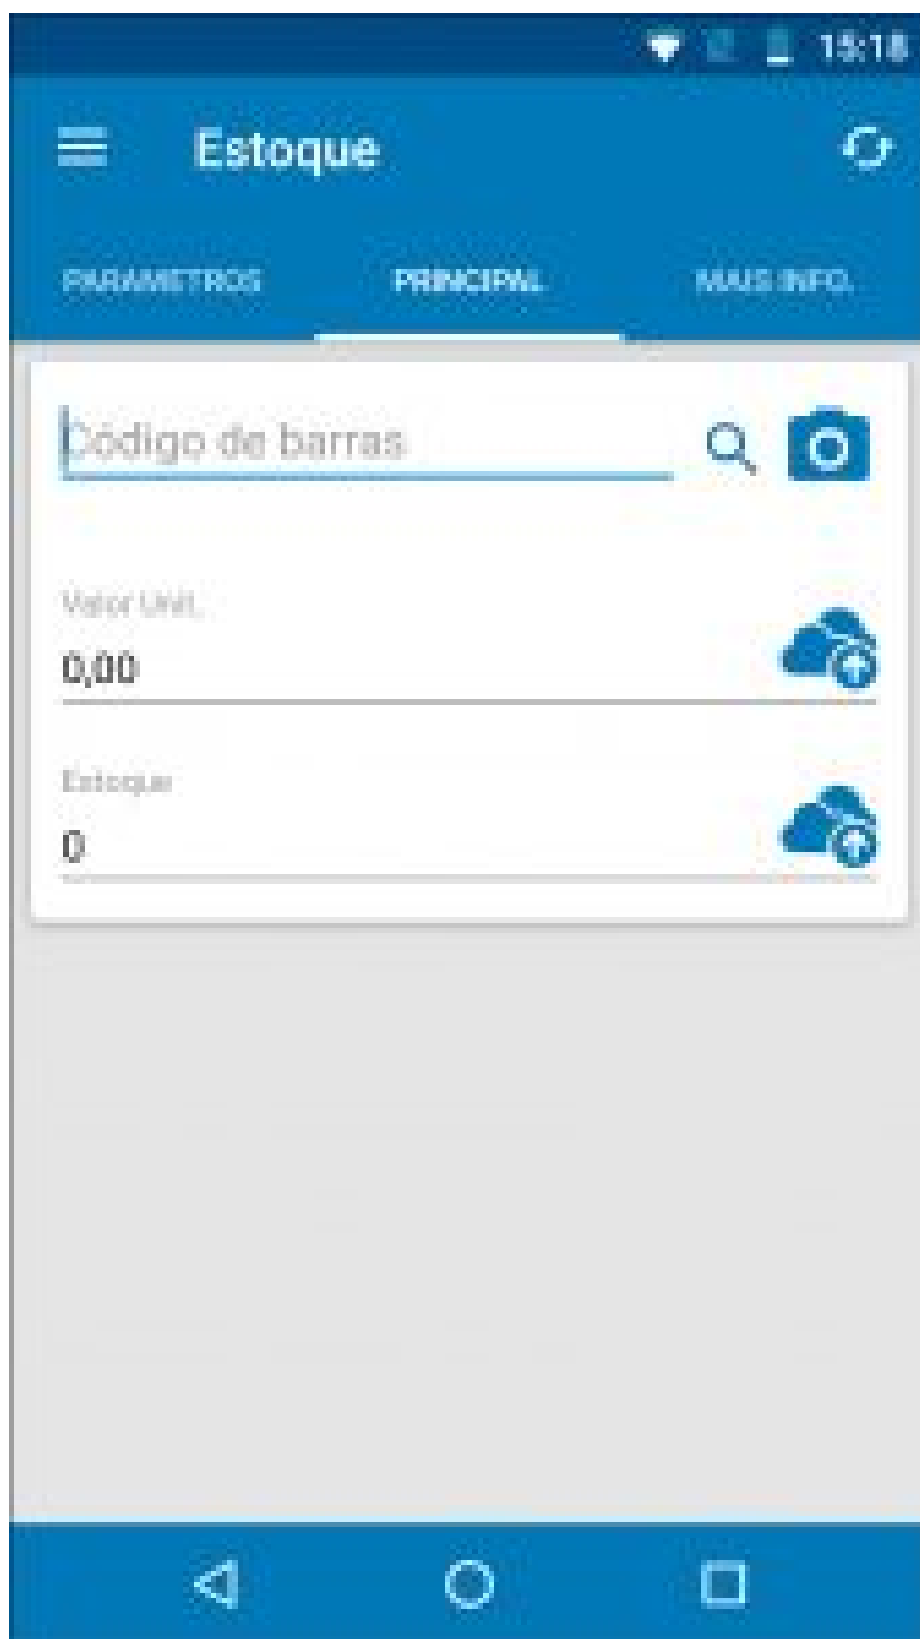 15:18
Estoque
PARAMETROS PRINCIPAL MAIS INFO.
Código de barras
Valor Unit.
0,00
Estoque
0